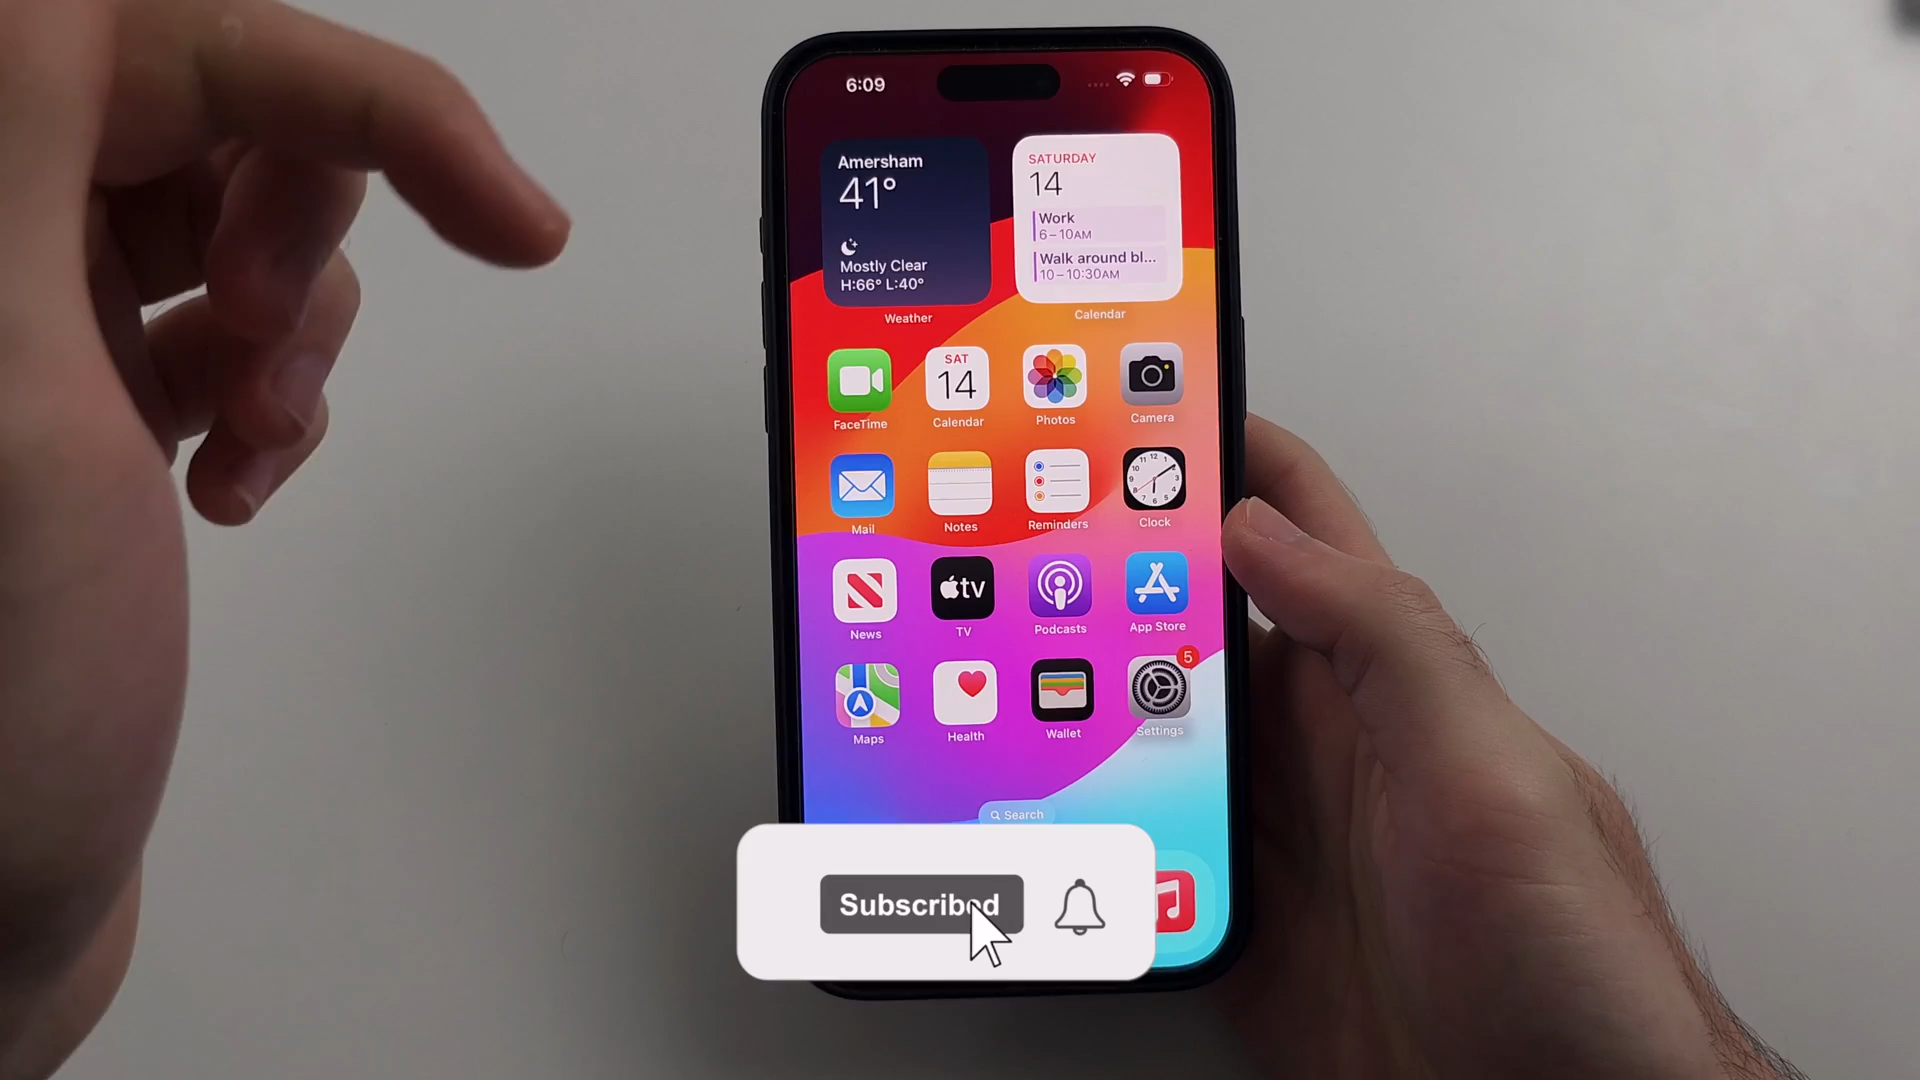 6:09
Amersham
41°
Mostly Clear
H:66° L:40°
Weather
SATURDAY
14
Work
6–10AM
Walk around bl...
10–10:30AM
Calendar
FaceTime
SAT
14
Calendar
Photos
Camera
Mail
Notes
Reminders
Clock
News
tv
TV
Podcasts
App Store
Maps
Health
Wallet
5
Settings
Search
Subscribed